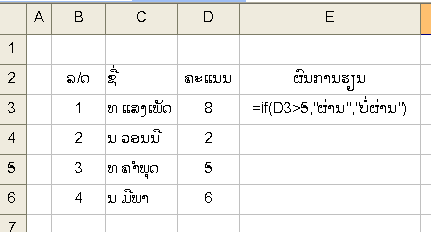 A B C D E
1
2 ລ/ດ ຊື່ ຄະແນນ ຜົນການຮຽນ
3 1 ທ ແສງເພັດ 8 =if(D3>5,"ຜ່ານ","ບໍ່ຜ່ານ")
4 2 ນ ວອນນີ 2
5 3 ທ ຄຳພຸດ 5
6 4 ນ ມີພາ 6
7